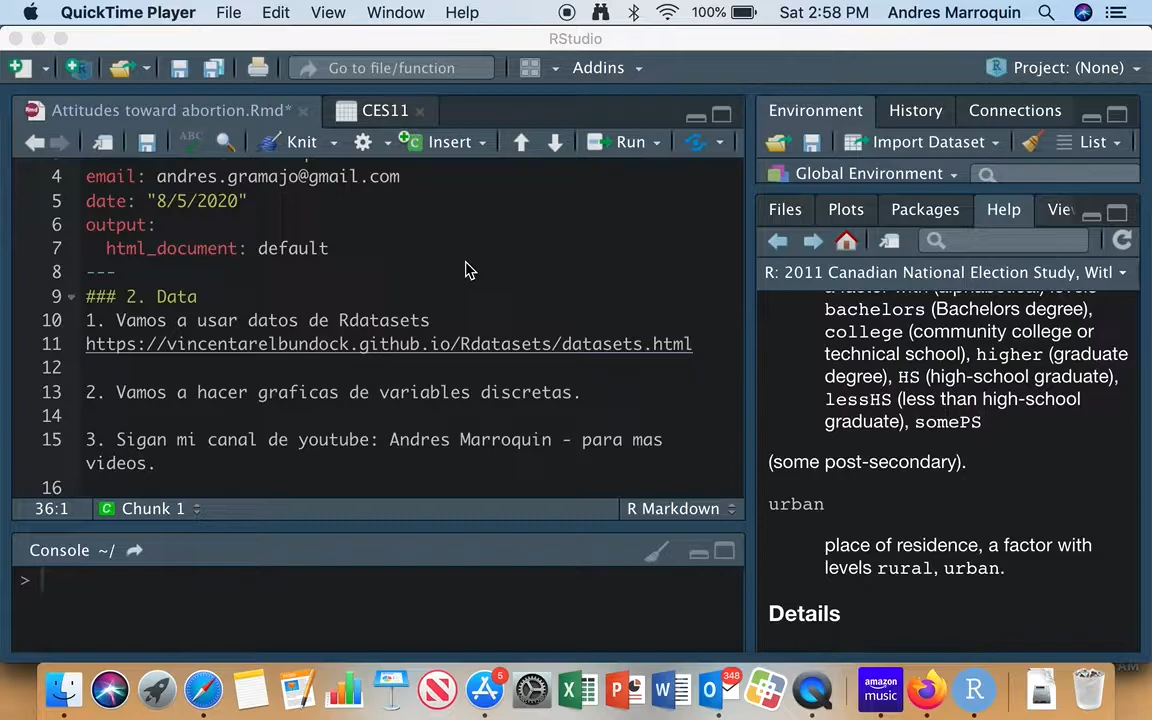 QuickTime Player File Edit View Window Help 100% Sat 2:58 PM Andres Marroquin
RStudio
Go to file/function Addins Project: (None)
Attitudes toward abortion.Rmd* CES11
ABC Knit Insert Run
4 email: andres.gramajo@gmail.com
5 date: "8/5/2020"
6 output:
7 html_document: default
8 ---
9 ### 2. Data
10 1. Vamos a usar datos de Rdatasets
11 https://vincentarelbundock.github.io/Rdatasets/datasets.html
12
13 2. Vamos a hacer graficas de variables discretas.
14
15 3. Sigan mi canal de youtube: Andres Marroquin - para mas
videos.
16
36:1 Chunk 1 R Markdown
Console ~/
>
Environment History Connections
Import Dataset List
Global Environment
Files Plots Packages Help
R: 2011 Canadian National Election Study, Witl
bachelors (Bachelors degree),
college (community college or
technical school), higher (graduate
degree), HS (high-school graduate),
lessHS (less than high-school
graduate), somePS
(some post-secondary).
urban
place of residence, a factor with
levels rural, urban.
Details
5 348
amazon
music
AM